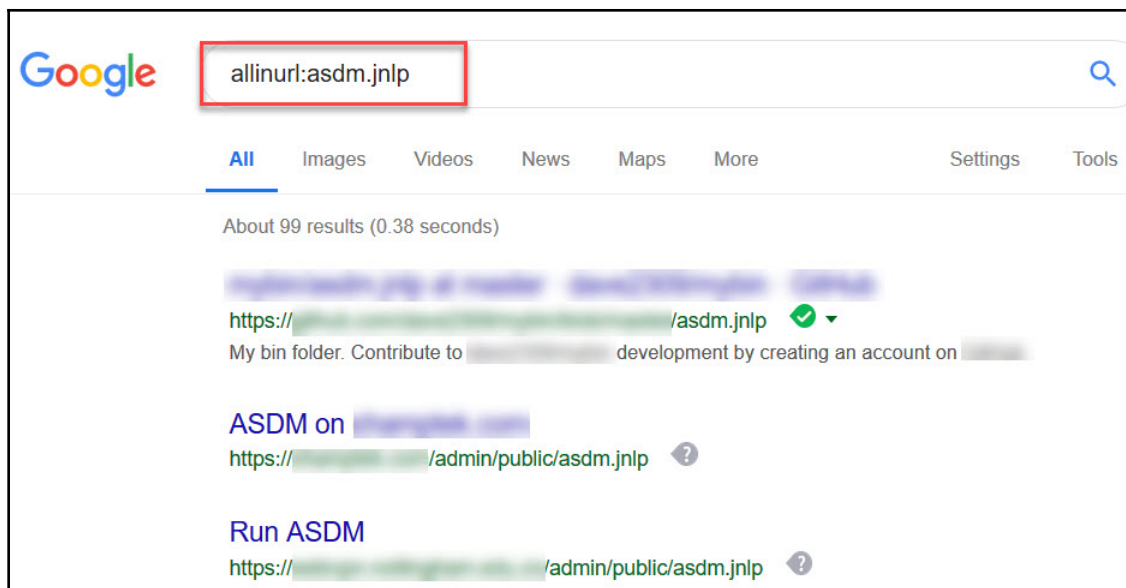 Google allinurl:asdm.jnlp
All Images Videos News Maps More Settings Tools
About 99 results (0.38 seconds)
https:// /asdm.jnlp
My bin folder. Contribute to development by creating an account on
ASDM on
https:// /admin/public/asdm.jnlp
Run ASDM
https:// /admin/public/asdm.jnlp